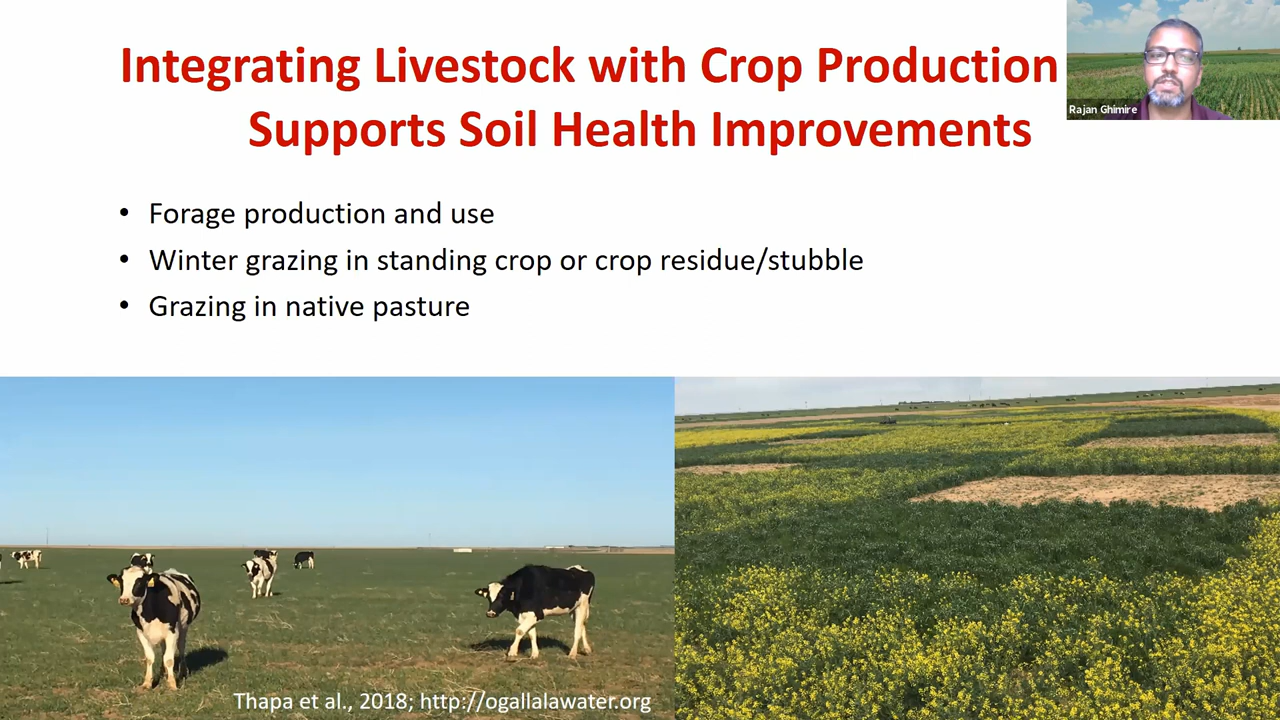 Integrating Livestock with Crop Production
Supports Soil Health Improvements
Rajan Ghimire
• Forage production and use
• Winter grazing in standing crop or crop residue/stubble
• Grazing in native pasture
Thapa et al., 2018; http://ogallalawater.org